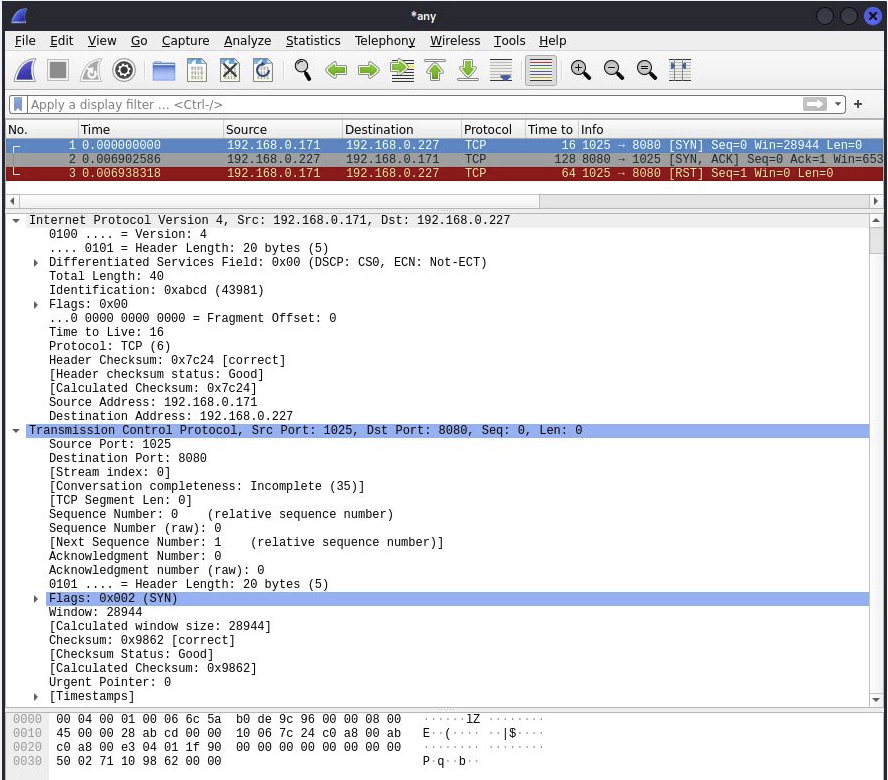 *any
File Edit View Go Capture Analyze Statistics Telephony Wireless Tools Help
Apply a display filter ... <Ctrl-/>
No. Time Source Destination Protocol Time to Info
1 0.000000000 192.168.0.171 192.168.0.227 TCP 16 1025 → 8080 [SYN] Seq=0 Win=28944 Len=0
2 0.006902586 192.168.0.227 192.168.0.171 TCP 128 8080 → 1025 [SYN, ACK] Seq=0 Ack=1 Win=653
3 0.006938318 192.168.0.171 192.168.0.227 TCP 64 1025 → 8080 [RST] Seq=1 Win=0 Len=0
Internet Protocol Version 4, Src: 192.168.0.171, Dst: 192.168.0.227
0100 .... = Version: 4
.... 0101 = Header Length: 20 bytes (5)
Differentiated Services Field: 0x00 (DSCP: CS0, ECN: Not-ECT)
Total Length: 40
Identification: 0xabcd (43981)
Flags: 0x00
...0 0000 0000 0000 = Fragment Offset: 0
Time to Live: 16
Protocol: TCP (6)
Header Checksum: 0x7c24 [correct]
[Header checksum status: Good]
[Calculated Checksum: 0x7c24]
Source Address: 192.168.0.171
Destination Address: 192.168.0.227
Transmission Control Protocol, Src Port: 1025, Dst Port: 8080, Seq: 0, Len: 0
Source Port: 1025
Destination Port: 8080
[Stream index: 0]
[Conversation completeness: Incomplete (35)]
[TCP Segment Len: 0]
Sequence Number: 0 (relative sequence number)
Sequence Number (raw): 0
[Next Sequence Number: 1 (relative sequence number)]
Acknowledgment Number: 0
Acknowledgment number (raw): 0
0101 .... = Header Length: 20 bytes (5)
Flags: 0x002 (SYN)
Window: 28944
[Calculated window size: 28944]
Checksum: 0x9862 [correct]
[Checksum Status: Good]
[Calculated Checksum: 0x9862]
Urgent Pointer: 0
[Timestamps]
0000 00 04 00 01 00 06 6c 5a b0 de 9c 96 00 00 08 00 ······lZ ········
0010 45 00 00 28 ab cd 00 00 10 06 7c 24 c0 a8 00 ab E··(···· ··|$····
0020 c0 a8 00 e3 04 01 1f 90 00 00 00 00 00 00 00 00 ········ ········
0030 50 02 71 10 98 62 00 00 P·q··b··